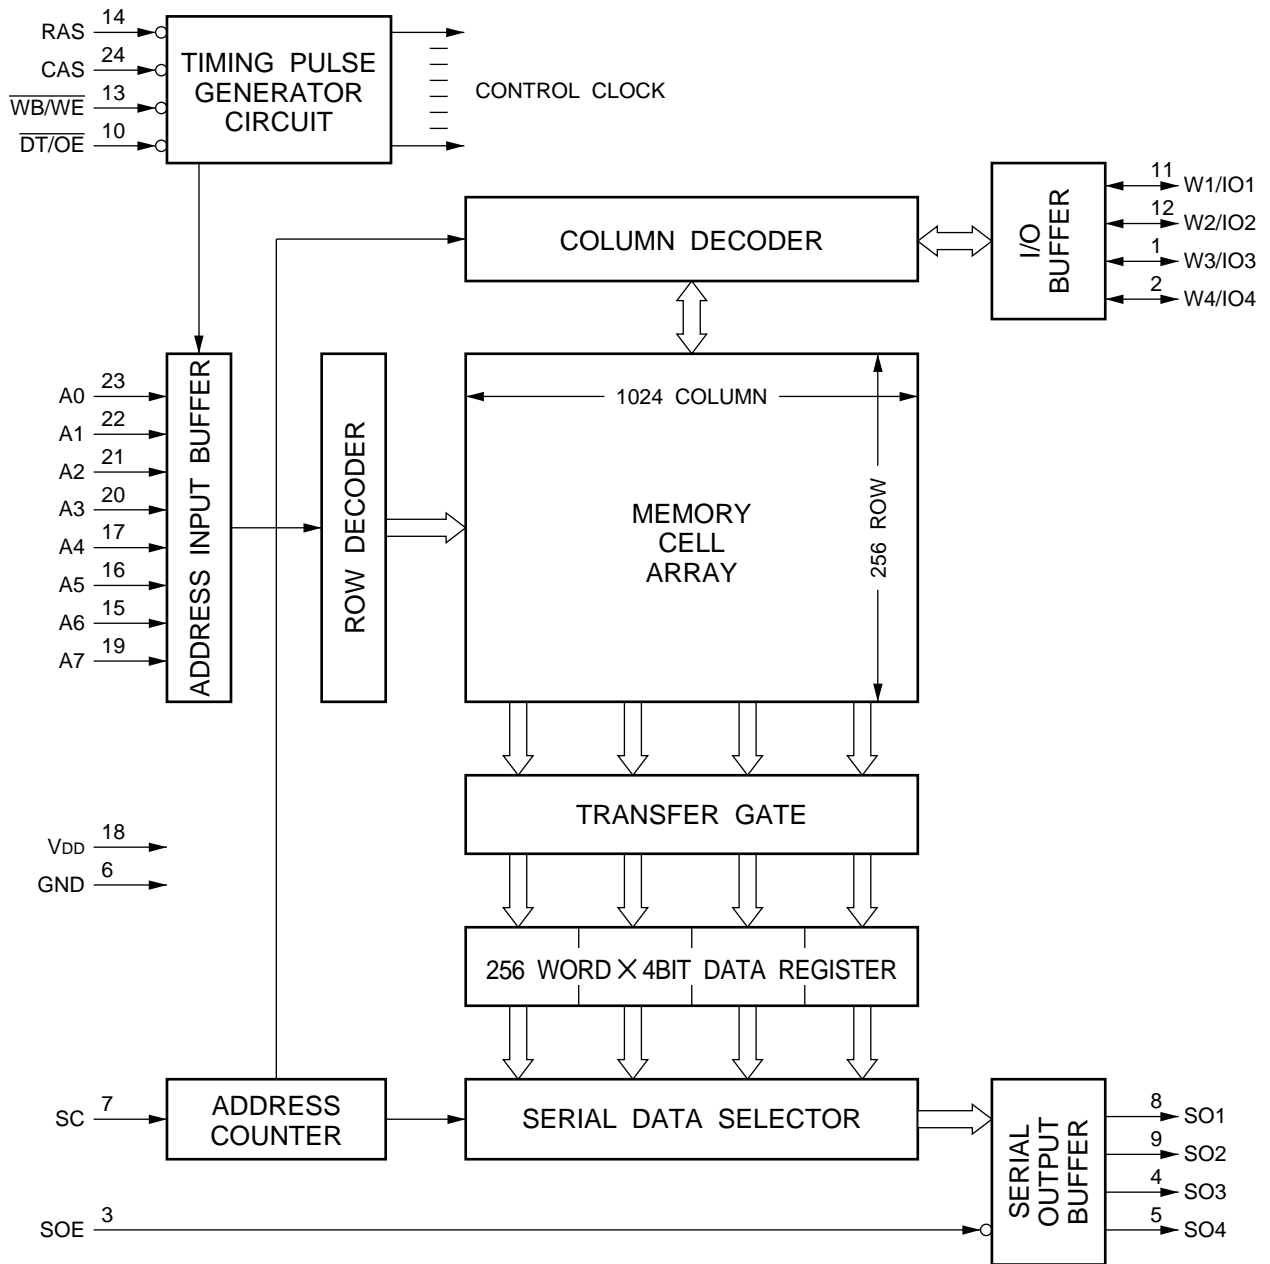 RAS 14
CAS 24
WB/WE 13
DT/OE 10
TIMING PULSE
GENERATOR
CIRCUIT
CONTROL CLOCK
COLUMN DECODER
I/O
BUFFER
11 W1/IO1
12 W2/IO2
1 W3/IO3
2 W4/IO4
A0 23
A1 22
A2 21
A3 20
A4 17
A5 16
A6 15
A7 19
ADDRESS INPUT BUFFER
ROW DECODER
1024 COLUMN
256 ROW
MEMORY
CELL
ARRAY
TRANSFER GATE
VDD 18
GND 6
256 WORD × 4BIT DATA REGISTER
SC 7
ADDRESS
COUNTER
SERIAL DATA SELECTOR
SERIAL
OUTPUT
BUFFER
8 SO1
9 SO2
4 SO3
5 SO4
SOE 3